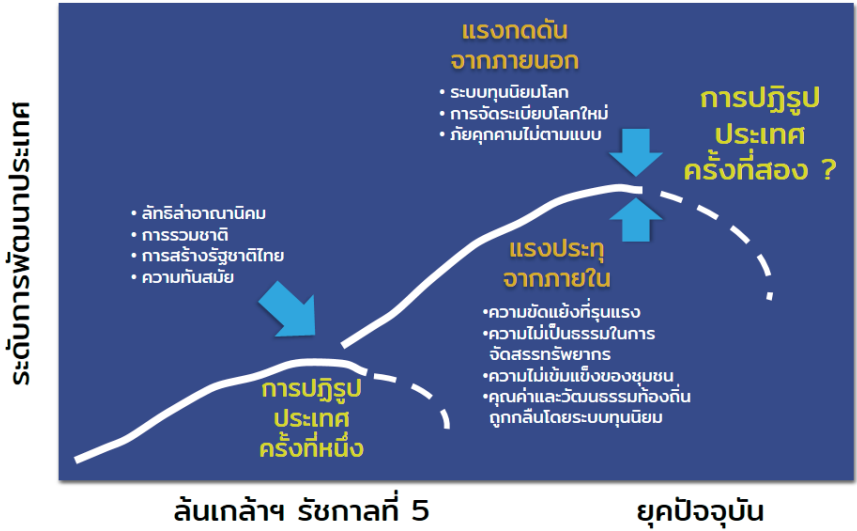 แรงกดดัน
จากภายนอก
• ระบบทุนนิยมโลก
• การจัดระเบียบโลกใหม่
• ภัยคุกคามไม่ตามแบบ
การปฏิรูป
ประเทศ
ครั้งที่สอง ?
• ลัทธิล่าอาณานิคม
• การรวมชาติ
• การสร้างรัฐชาติไทย
• ความทันสมัย
แรงประทุ
จากภายใน
•ความขัดแย้งที่รุนแรง
•ความไม่เป็นธรรมในการ
จัดสรรทรัพยากร
•ความไม่เข้มแข็งของชุมชน
•คุณค่าและวัฒนธรรมท้องถิ่น
ถูกกลืนโดยระบบทุนนิยม
การปฏิรูป
ประเทศ
ครั้งที่หนึ่ง
ระดับการพัฒนาประเทศ
ล้นเกล้าฯ รัชกาลที่ 5
ยุคปัจจุบัน